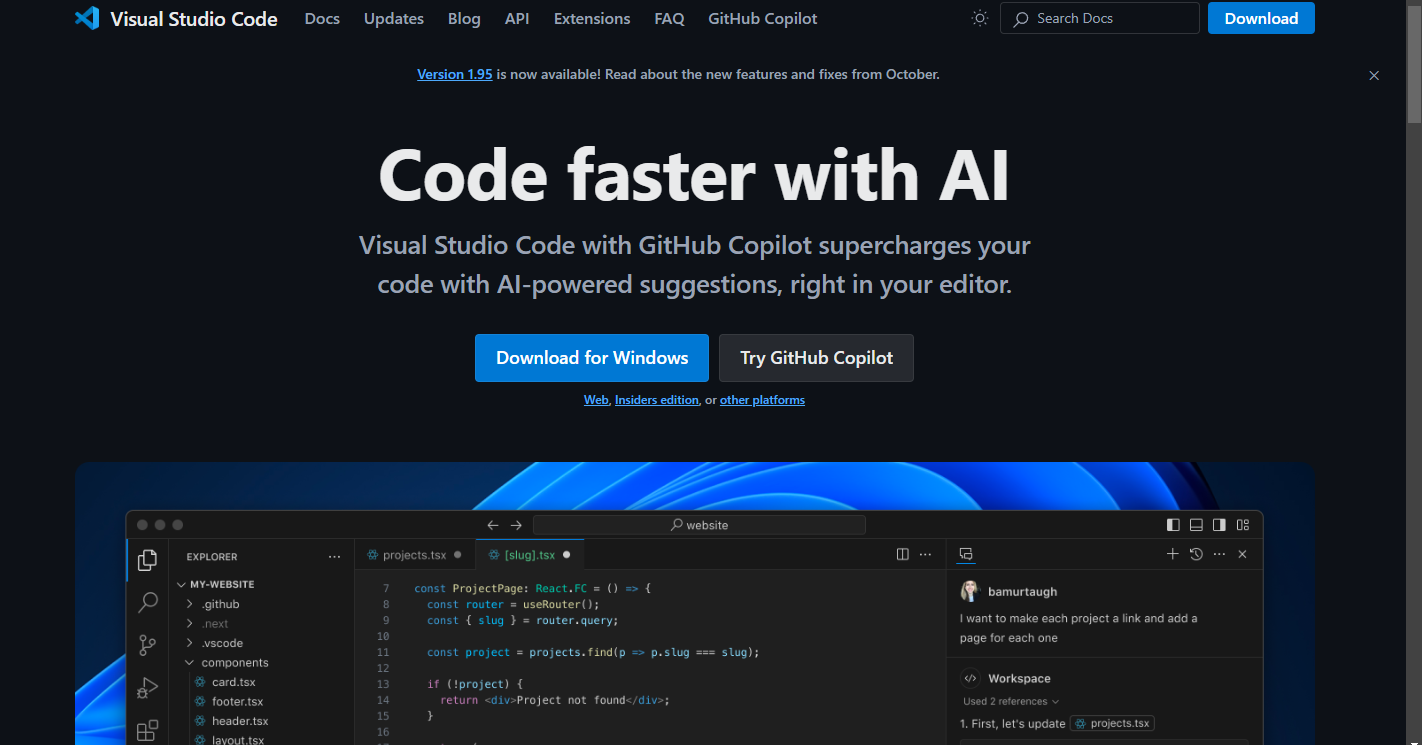 Visual Studio Code Docs Updates Blog API Extensions FAQ GitHub Copilot Search Docs Download
Version 1.95 is now available! Read about the new features and fixes from October.
Code faster with AI
Visual Studio Code with GitHub Copilot supercharges your
code with AI-powered suggestions, right in your editor.
Download for Windows Try GitHub Copilot
Web, Insiders edition, or other platforms
website
EXPLORER
MY-WEBSITE
.github
.next
.vscode
components
card.tsx
footer.tsx
header.tsx
layout.tsx
projects.tsx [slug].tsx
7 const ProjectPage: React.FC = () => {
8 const router = useRouter();
9 const { slug } = router.query;
10
11 const project = projects.find(p => p.slug === slug);
12
13 if (!project) {
14 return <div>Project not found</div>;
15 }
16
bamurtaugh
I want to make each project a link and add a
page for each one
Workspace
Used 2 references
1. First, let's update projects.tsx